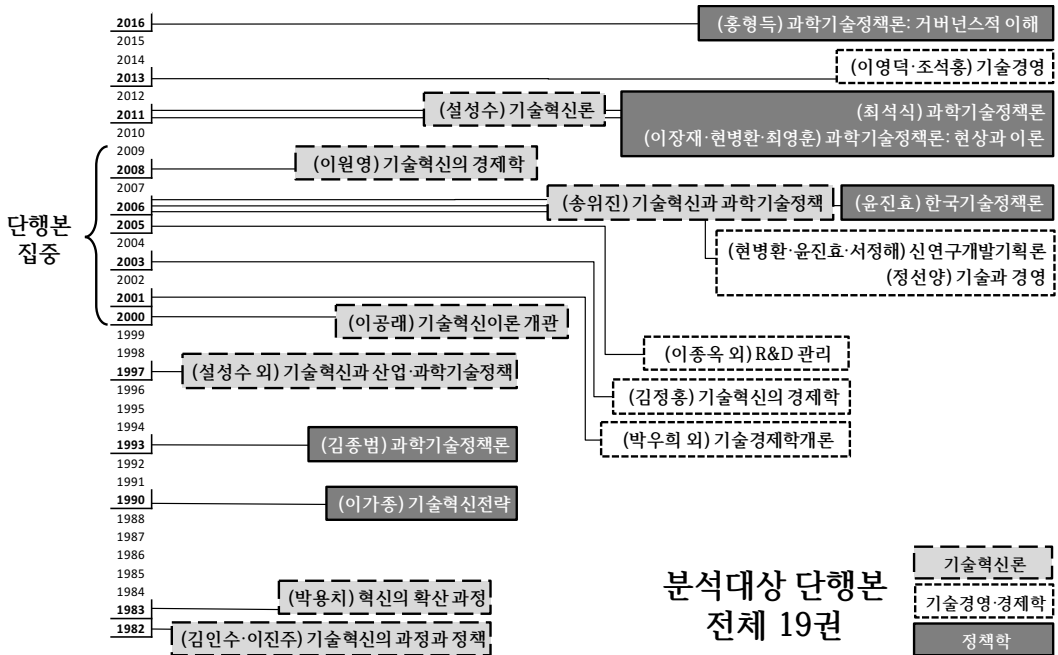 2016
(홍형득) 과학기술정책론: 거버넌스적 이해
2015
2014
(이영덕·조석홍) 기술경영
2013
2012
(설성수) 기술혁신론
(최석식) 과학기술정책론
2011
(이장재·현병환·최영훈) 과학기술정책론: 현상과 이론
2010
2009
(이원영) 기술혁신의 경제학
2008
2007
2006
(송위진) 기술혁신과 과학기술정책
(윤진효) 한국기술정책론
단행본
집중
2005
2004
(현병환·윤진효·서정해) 신연구개발기획론
(정선양) 기술과 경영
2003
2002
2001
2000
(이공래) 기술혁신이론 개관
1999
1998
(이종옥 외) R&D 관리
1997
(설성수 외) 기술혁신과 산업·과학기술정책
1996
(김정홍) 기술혁신의 경제학
1995
1994
(박우희 외) 기술경제학개론
1993
(김종범) 과학기술정책론
1992
1991
1990
(이가종) 기술혁신전략
1988
1987
1986
1985
1984
(박용치) 혁신의 확산 과정
1983
1982
(김인수·이진주) 기술혁신의 과정과 정책
분석대상 단행본
전체 19권
기술혁신론
기술경영·경제학
정책학